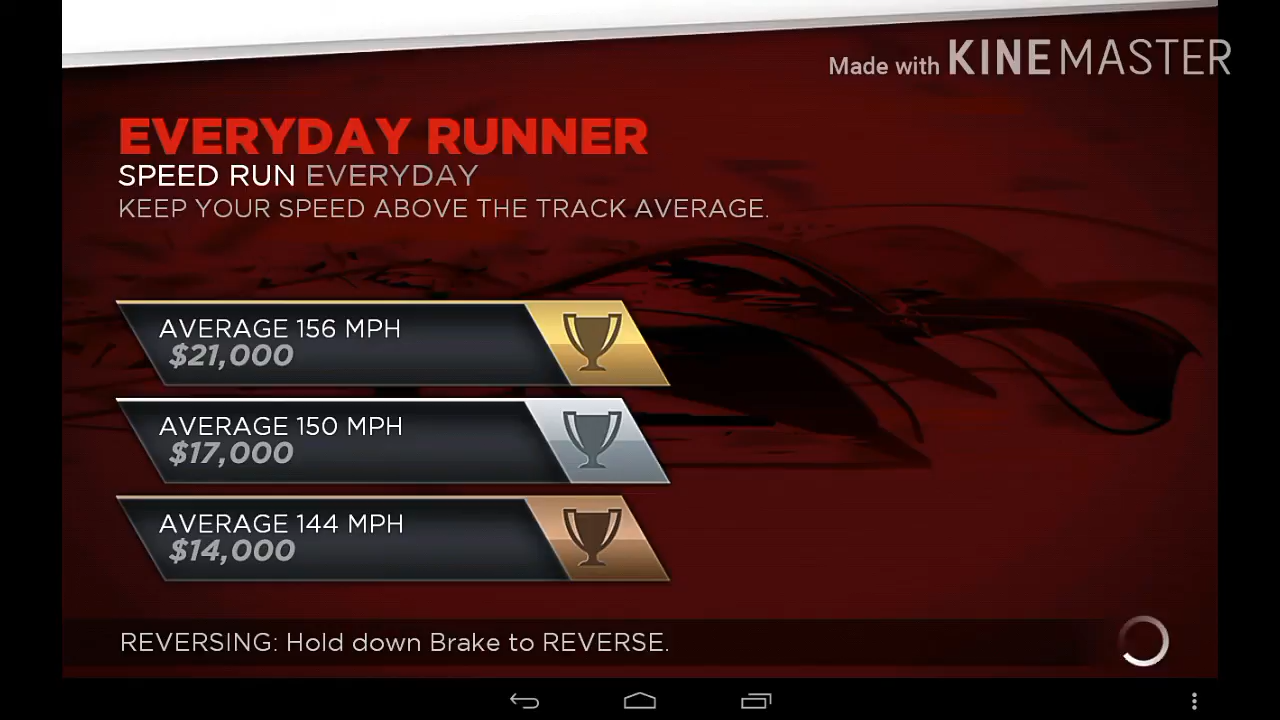 Made with KINEMASTER
EVERYDAY RUNNER
SPEED RUN EVERYDAY
KEEP YOUR SPEED ABOVE THE TRACK AVERAGE.
AVERAGE 156 MPH
$21,000
AVERAGE 150 MPH
$17,000
AVERAGE 144 MPH
$14,000
REVERSING: Hold down Brake to REVERSE.